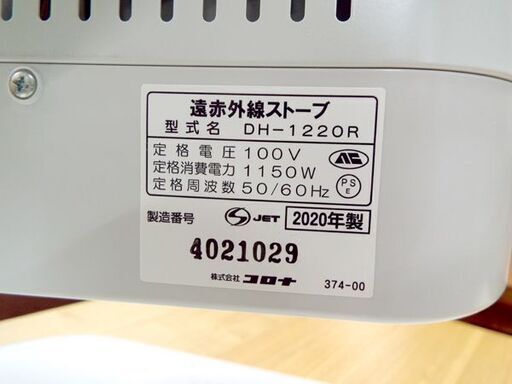 遠赤外線ストーブ
型式名 DH-1220R
定格電圧 100V
定格消費電力 1150W
定格周波数 50/60Hz
PS
E
製造番号 S JET 2020年製
4021029
株式会社 コロナ 374-00